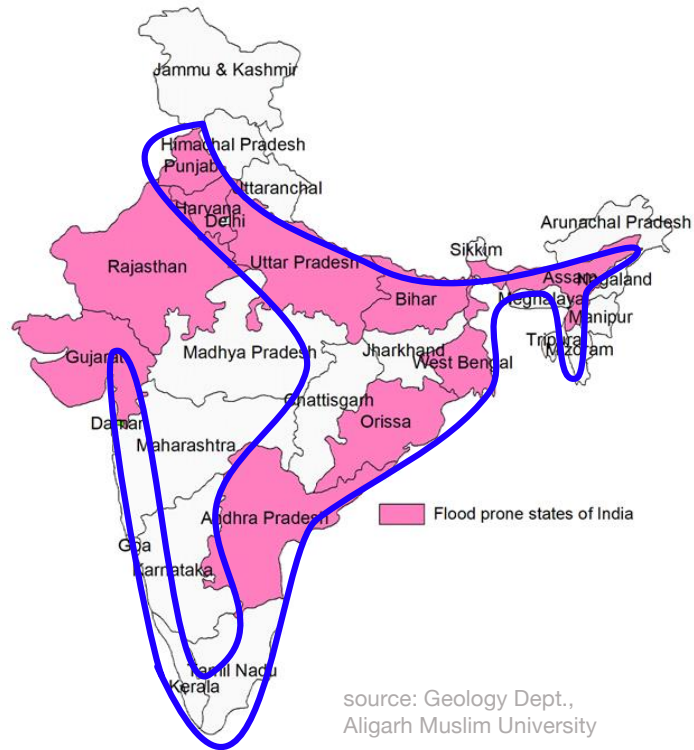 Jammu & Kashmir
Himachal Pradesh
Punjab
Uttaranchal
Haryana
Delhi
Arunachal Pradesh
Sikkim
Uttar Pradesh
Rajasthan
Assam
Nagaland
Bihar
Meghalaya
Manipur
Tripura
Mizoram
Jharkhand
Madhya Pradesh
Gujarat
West Bengal
Chattisgarh
Daman
Orissa
Maharashtra
Flood prone states of India
Andhra Pradesh
Goa
Karnataka
Tamil Nadu
Kerala
source: Geology Dept.,
Aligarh Muslim University